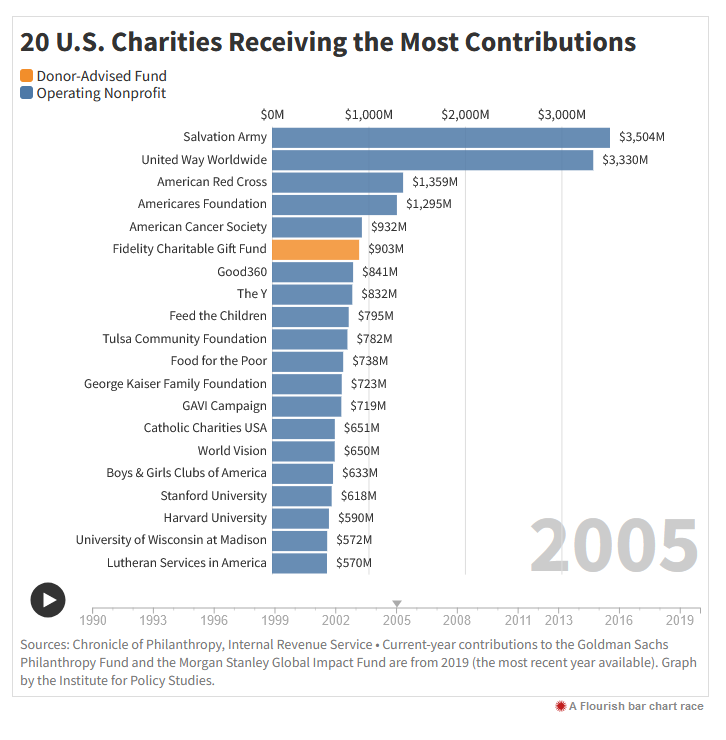 20 U.S. Charities Receiving the Most Contributions
Donor-Advised Fund
Operating Nonprofit
$0M $1,000M $2,000M $3,000M
Salvation Army $3,504M
United Way Worldwide $3,330M
American Red Cross $1,359M
Americares Foundation $1,295M
American Cancer Society $932M
Fidelity Charitable Gift Fund $903M
Good360 $841M
The Y $832M
Feed the Children $795M
Tulsa Community Foundation $782M
Food for the Poor $738M
George Kaiser Family Foundation $723M
GAVI Campaign $719M
Catholic Charities USA $651M
World Vision $650M
Boys & Girls Clubs of America $633M
Stanford University $618M
Harvard University $590M
University of Wisconsin at Madison $572M
Lutheran Services in America $570M
2005
1990 1993 1996 1999 2002 2005 2008 2011 2013 2016 2019
Sources: Chronicle of Philanthropy, Internal Revenue Service • Current-year contributions to the Goldman Sachs
Philanthropy Fund and the Morgan Stanley Global Impact Fund are from 2019 (the most recent year available). Graph
by the Institute for Policy Studies.
A Flourish bar chart race